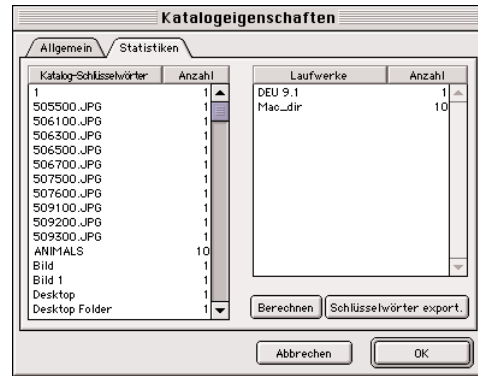 Katalogeigenschaften
Allgemein Statistiken
Katalog-Schlüsselwörter Anzahl
1 1
505500.JPG 1
506100.JPG 1
506300.JPG 1
506500.JPG 1
506700.JPG 1
507500.JPG 1
507600.JPG 1
509100.JPG 1
509200.JPG 1
509300.JPG 1
ANIMALS 10
Bild 1
Bild 1 1
Desktop 1
Desktop Folder 1
Laufwerke Anzahl
DEU 9.1 1
Mac_dir 10
Berechnen Schlüsselwörter export.
Abbrechen OK